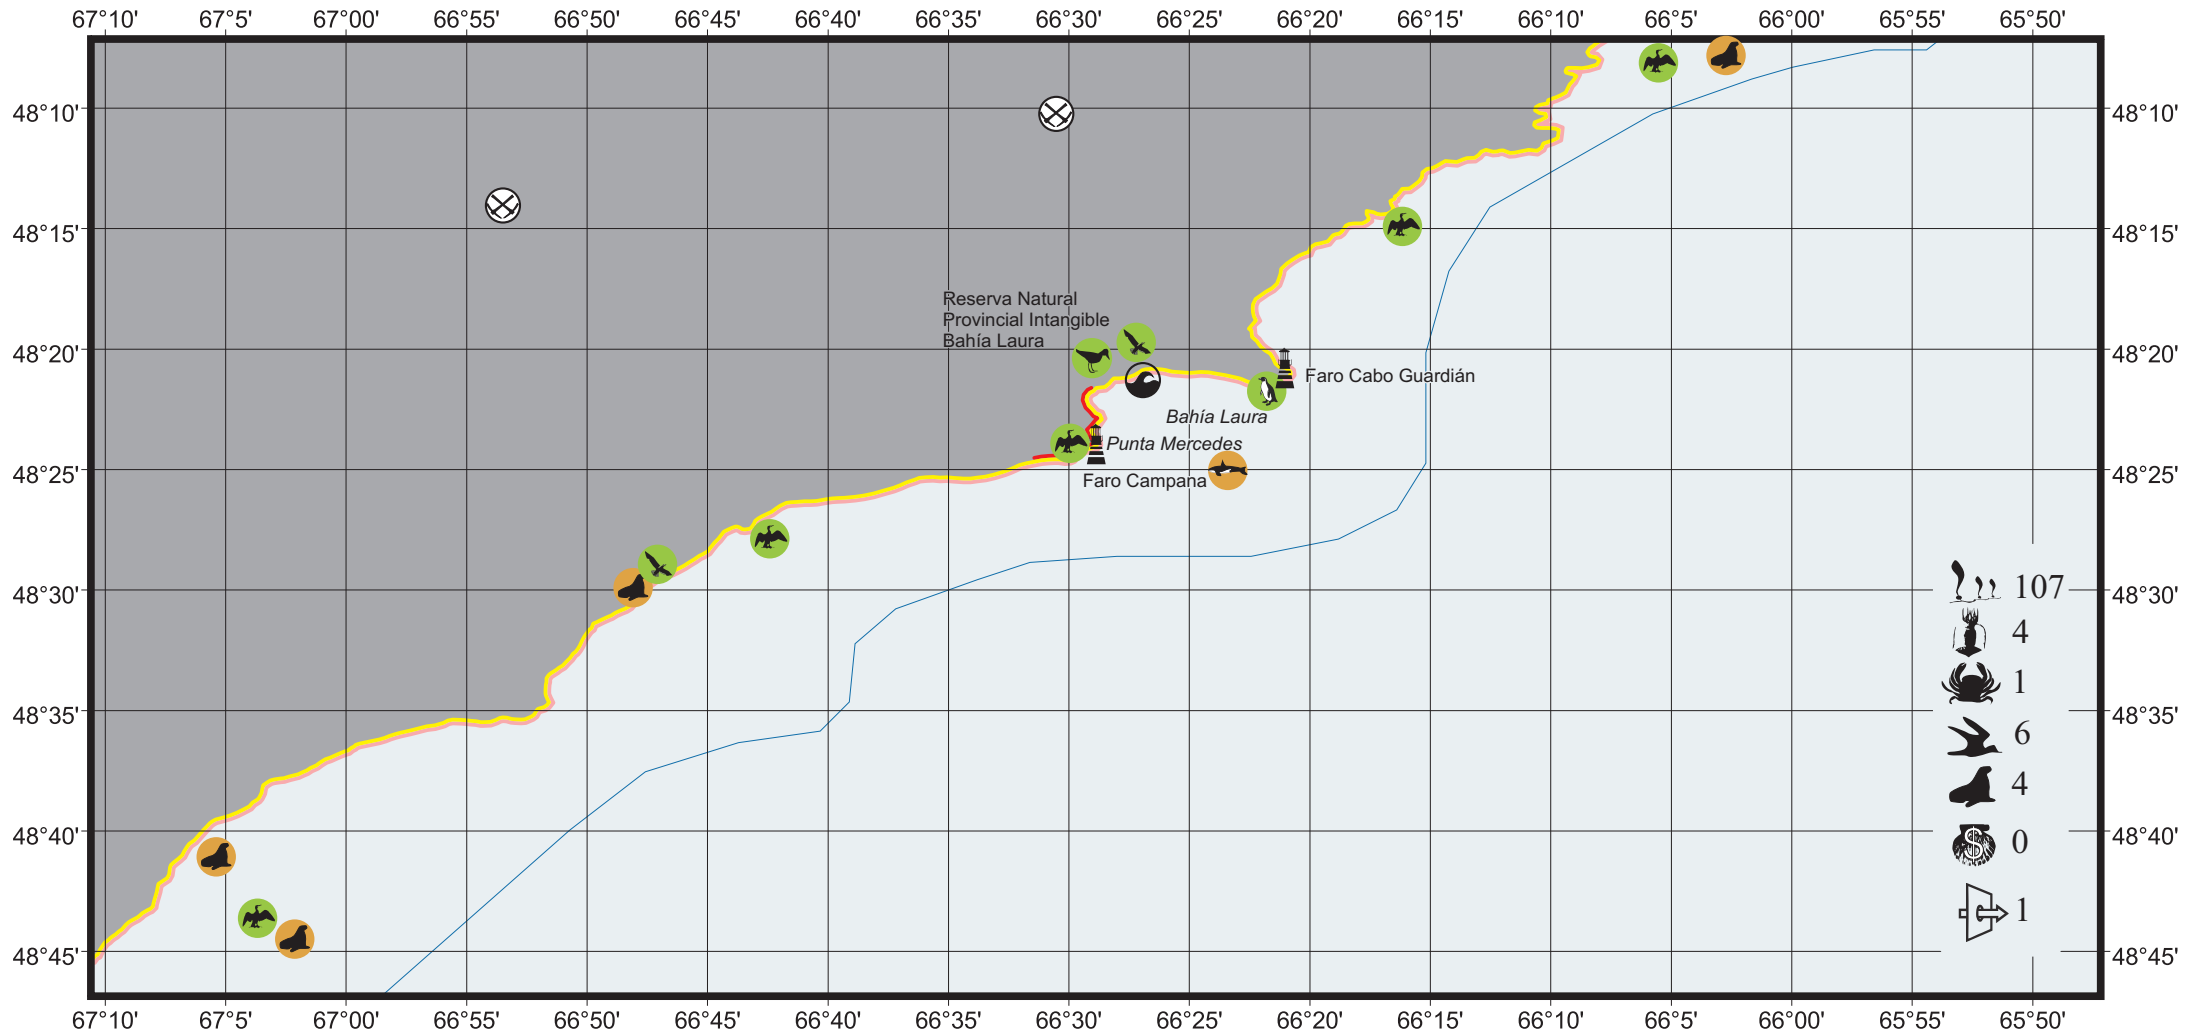 67°10' 67°5' 67°00' 66°55' 66°50' 66°45' 66°40' 66°35' 66°30' 66°25' 66°20' 66°15' 66°10' 66°5' 66°00' 65°55' 65°50'
48°10' 48°10'
48°15' 48°15'
Reserva Natural
Provincial Intangible
Bahía Laura
48°20' 48°20'
Faro Cabo Guardián
Bahía Laura
Punta Mercedes
48°25' 48°25'
Faro Campana
48°30' 107 48°30'
4
1
48°35' 48°35'
6
4
48°40' $ 0 48°40'
1
48°45' 48°45'
67°10' 67°5' 67°00' 66°55' 66°50' 66°45' 66°40' 66°35' 66°30' 66°25' 66°20' 66°15' 66°10' 66°5' 66°00' 65°55' 65°50'